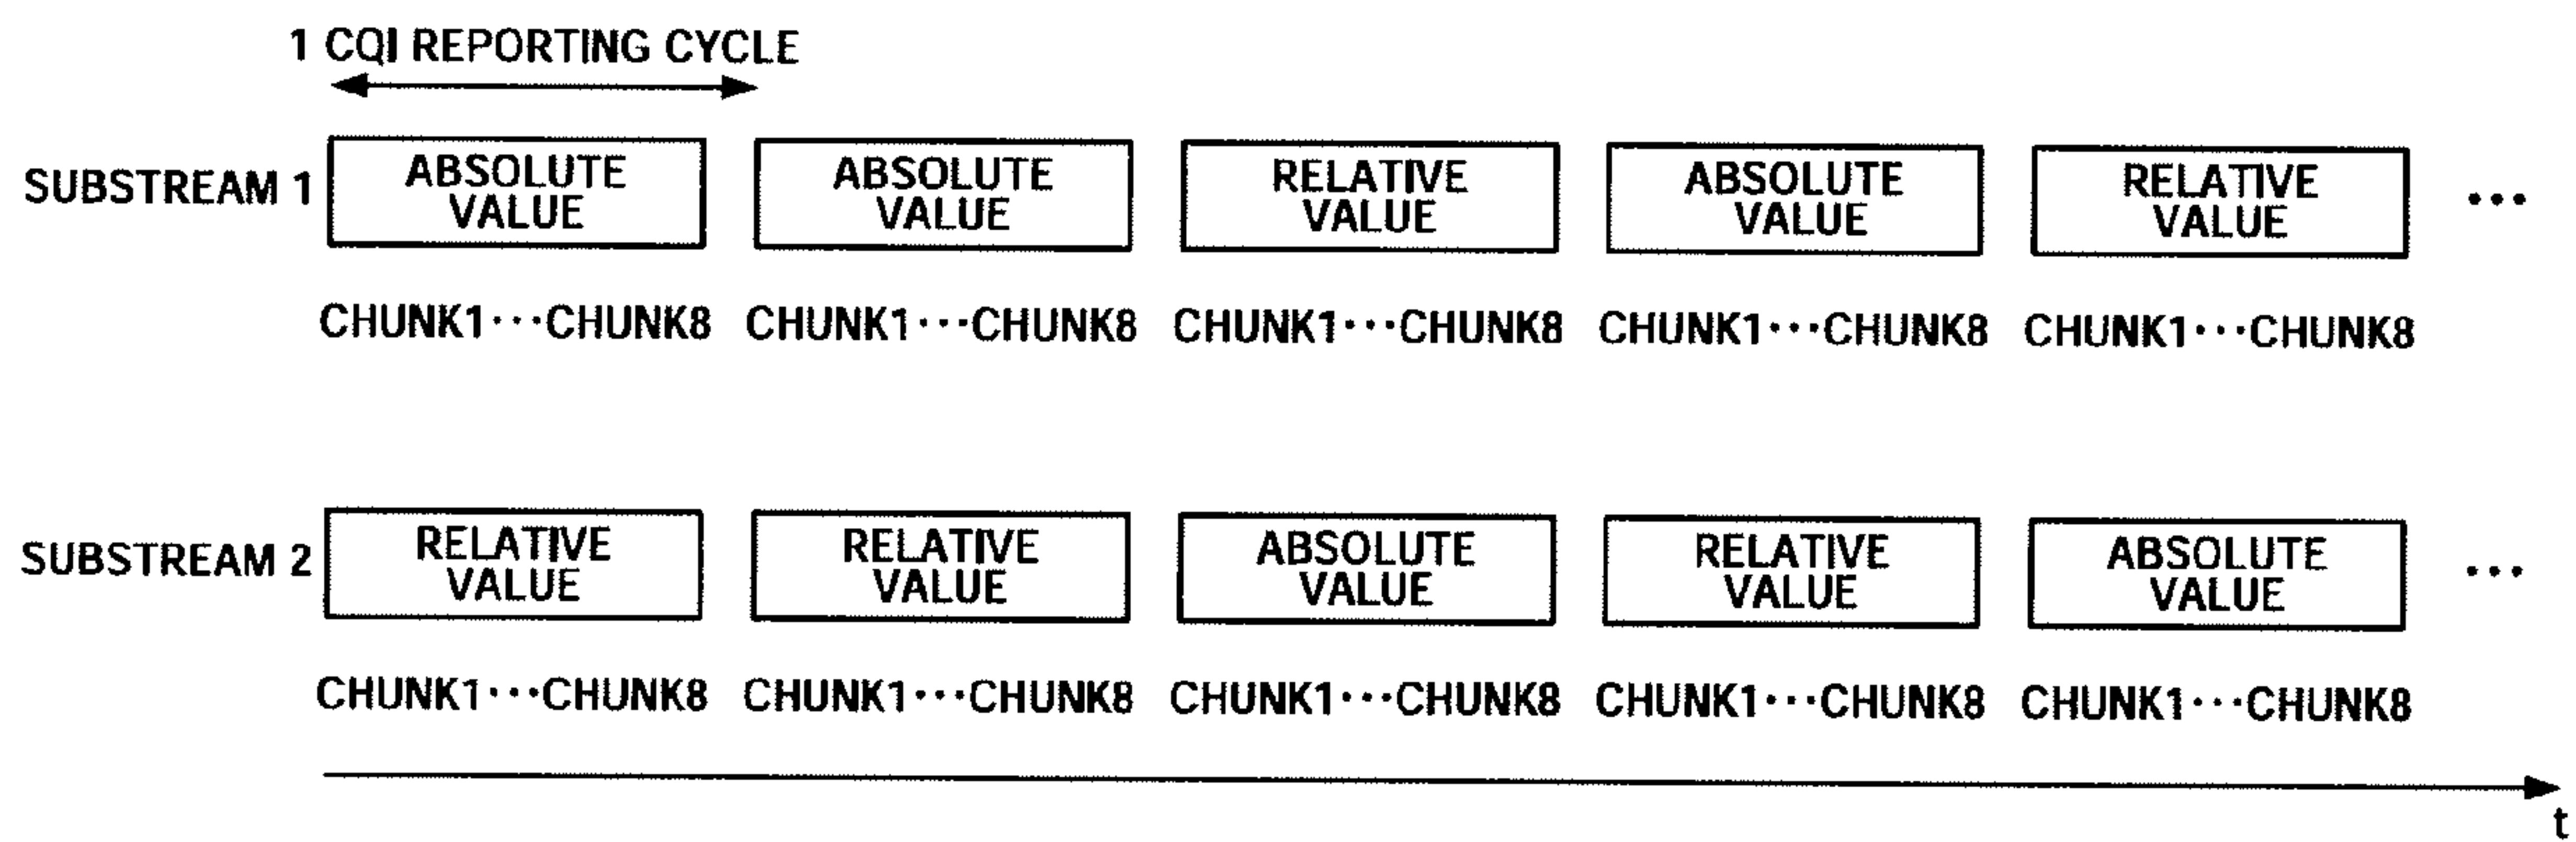 1 CQI REPORTING CYCLE
SUBSTREAM 1
ABSOLUTE
VALUE
ABSOLUTE
VALUE
RELATIVE
VALUE
ABSOLUTE
VALUE
RELATIVE
VALUE
•••
CHUNK1···CHUNK8 CHUNK1···CHUNK8 CHUNK1···CHUNK8 CHUNK1···CHUNK8 CHUNK1···CHUNK8
SUBSTREAM 2
RELATIVE
VALUE
RELATIVE
VALUE
ABSOLUTE
VALUE
RELATIVE
VALUE
ABSOLUTE
VALUE
•••
CHUNK1···CHUNK8 CHUNK1···CHUNK8 CHUNK1···CHUNK8 CHUNK1···CHUNK8 CHUNK1···CHUNK8
t